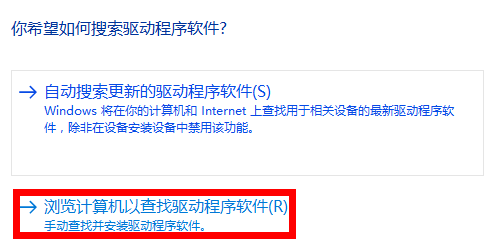 你希望如何搜索驱动程序软件?
自动搜索更新的驱动程序软件(S)
Windows 将在你的计算机和 Internet 上查找用于相关设备的最新驱动程序软
件，除非在设备安装设备中禁用该功能。
浏览计算机以查找驱动程序软件(R)
手动查找并安装驱动程序软件。